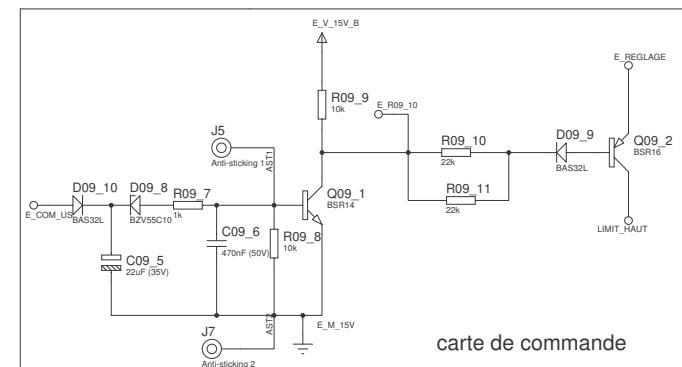 E_V_15V_B
E_REGLAGE
R09_9
10k
E_R09_10
J5
Anti-sticking 1
AST1
R09_10
22k
D09_9
BAS32L
Q09_2
BSR16
D09_10
BAS32L
D09_8
BZV55C10
R09_7
1k
Q09_1
BSR14
R09_11
22k
E_COM_US
C09_6
470nF (50V)
R09_8
10k
LIMIT_HAUT
C09_5
22uF (35V)
AST2
E_M_15V
J7
Anti-sticking 2
carte de commande